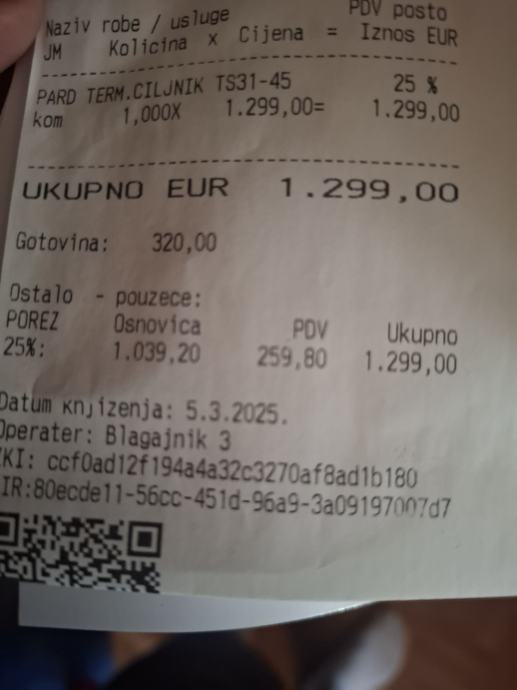 PDV posto
Naziv robe / usluge
JM Kolicina x Cijena = Iznos EUR
PARD TERM.CILJNIK TS31-45 25 %
kom 1,000X 1.299,00= 1.299,00
UKUPNO EUR 1.299,00
Gotovina: 320,00
Ostalo - pouzece:
POREZ Osnovica PDV Ukupno
25%: 1.039,20 259,80 1.299,00
Datum knjizenja: 5.3.2025.
Operater: Blagajnik 3
ZKI: ccf0ad12f194a4a32c3270af8ad1b180
IR:80ecde11-56cc-451d-96a9-3a09197007d7